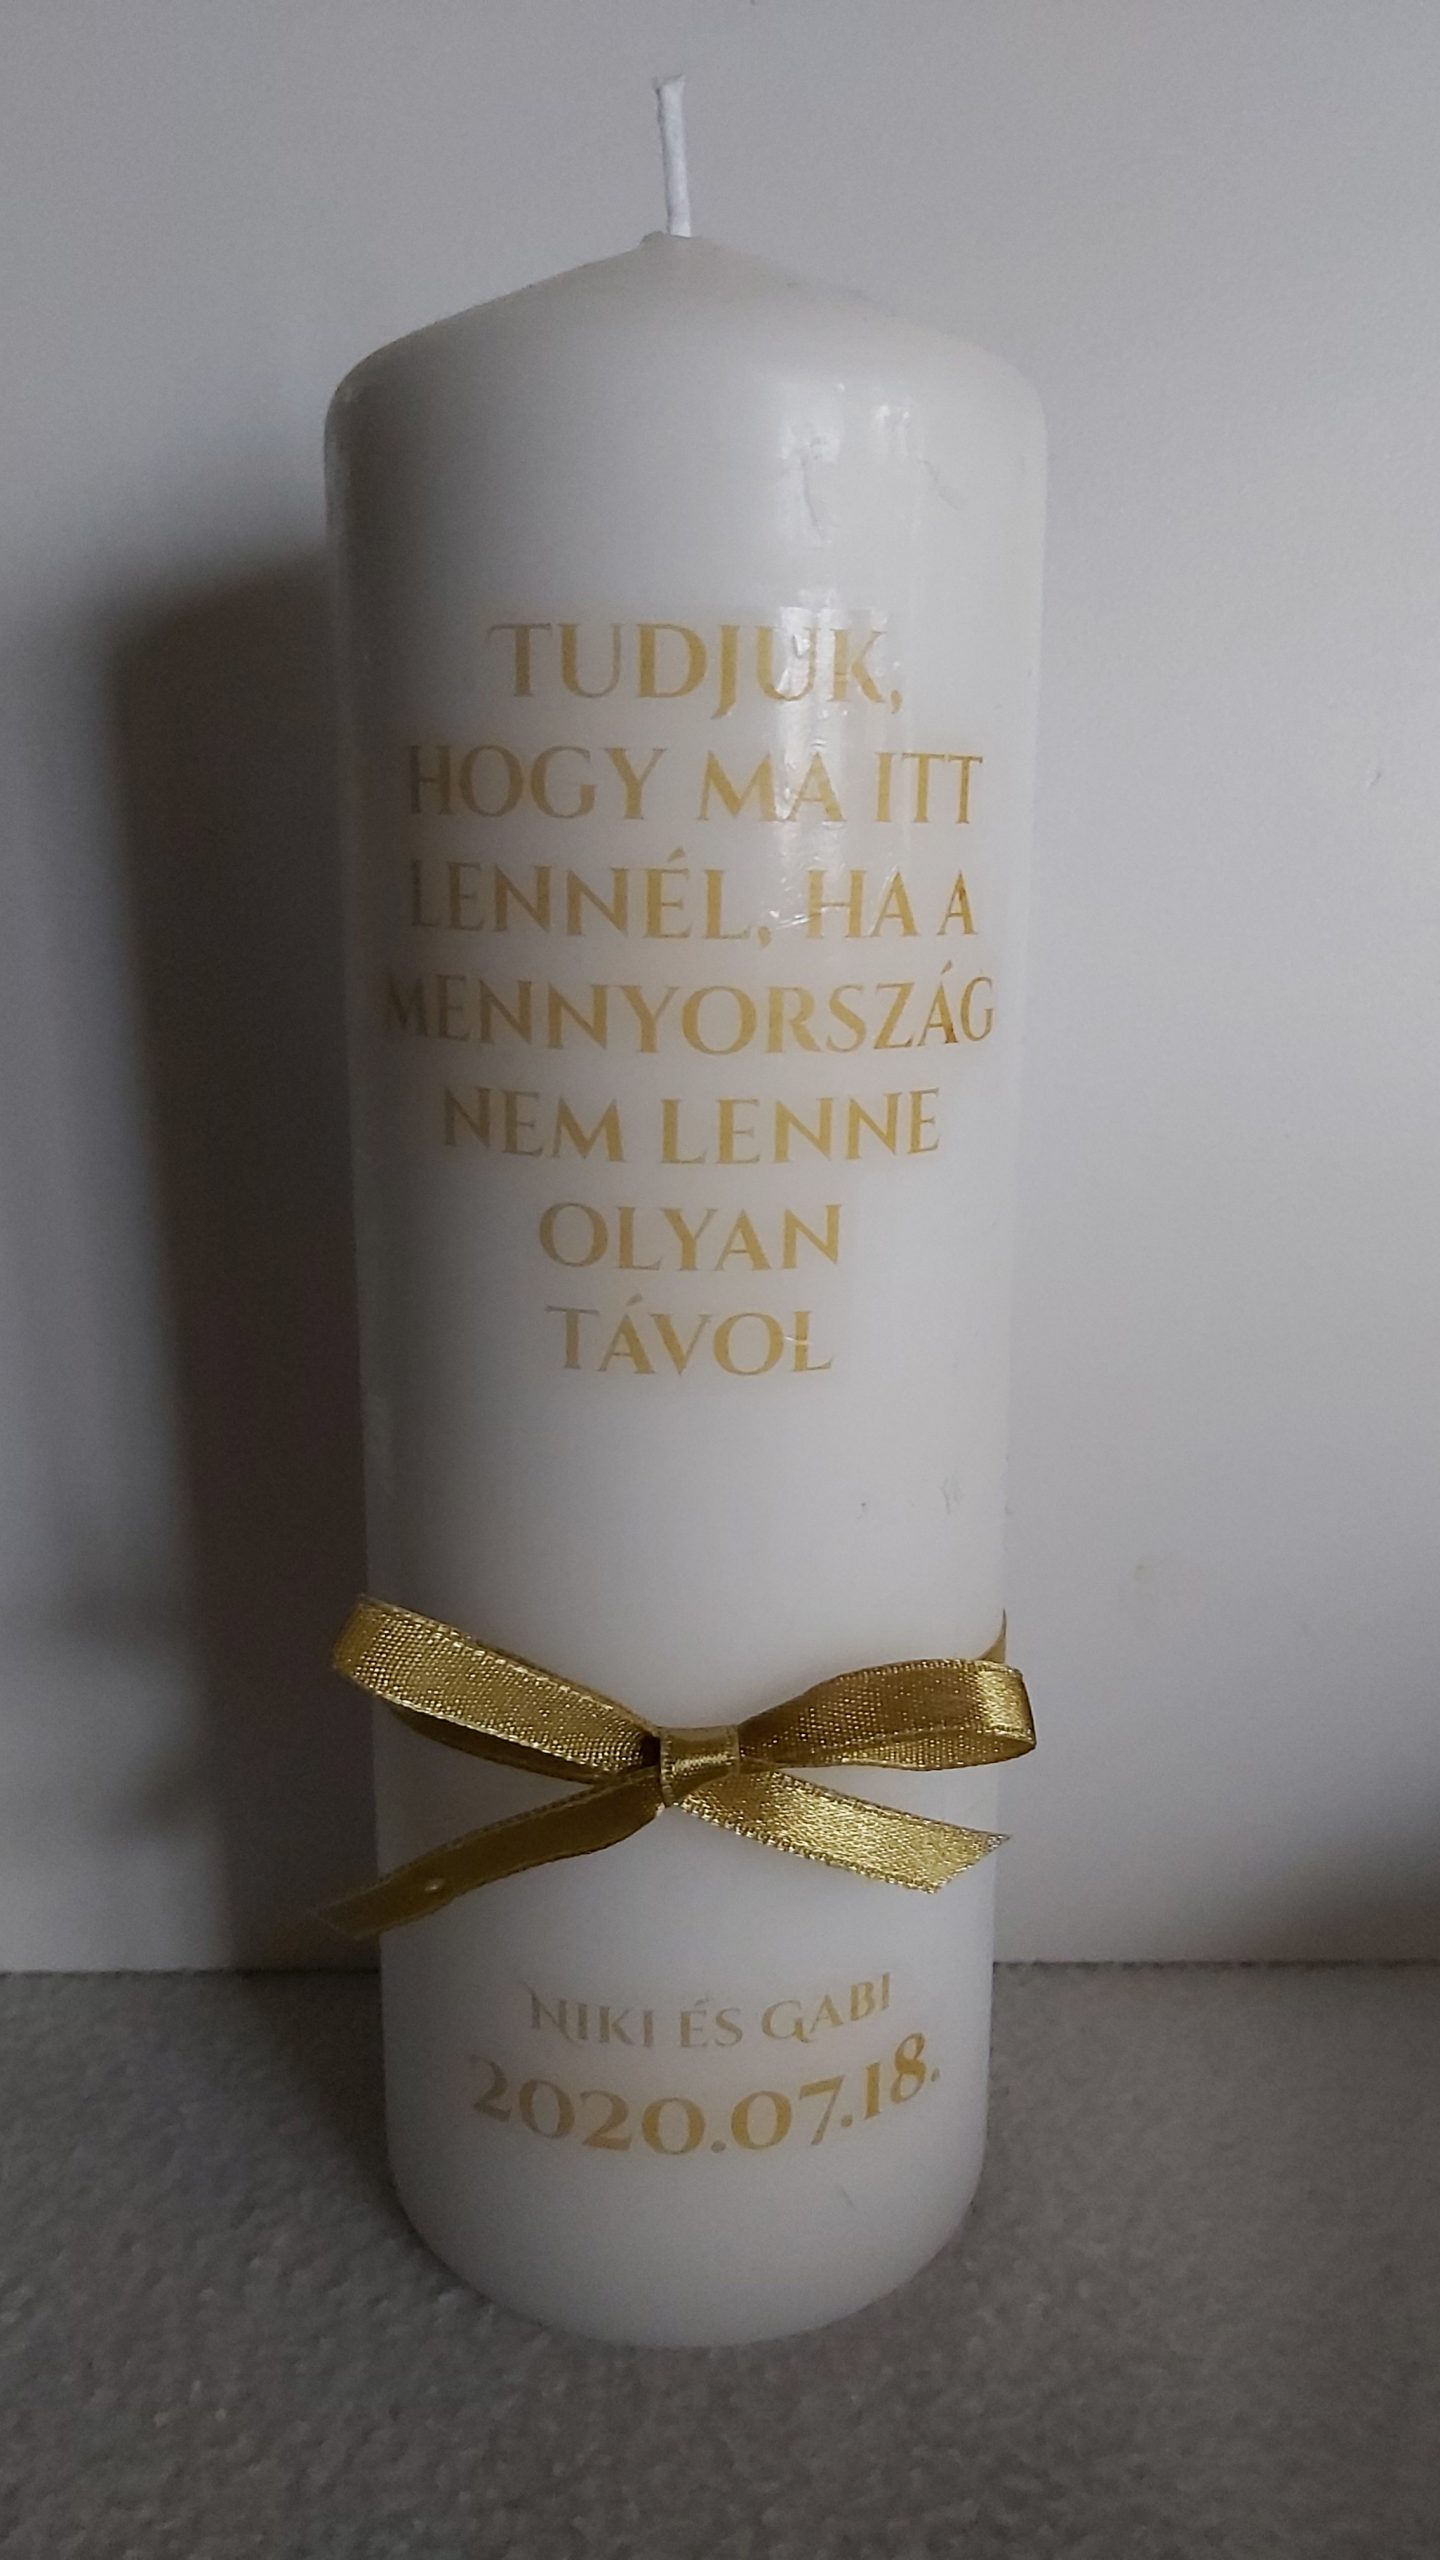 TUDJUK,
HOGY MA ITT
LENNÉL, HA A
MENNYORSZÁG
NEM LENNE
OLYAN
TÁVOL
NIKI ÉS GABI
2020.07.18.